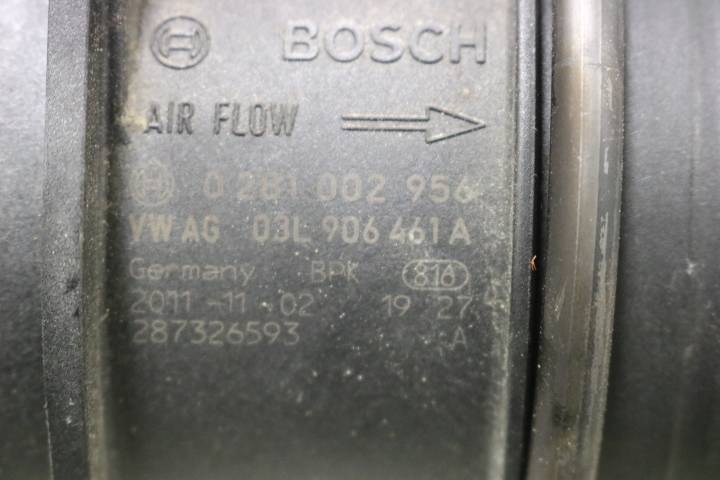 BOSCH
AIR FLOW
0 281 002 956
VW AG 03L 906 461 A
Germany BPK 816
2011-11-02 19 27
287326593 A